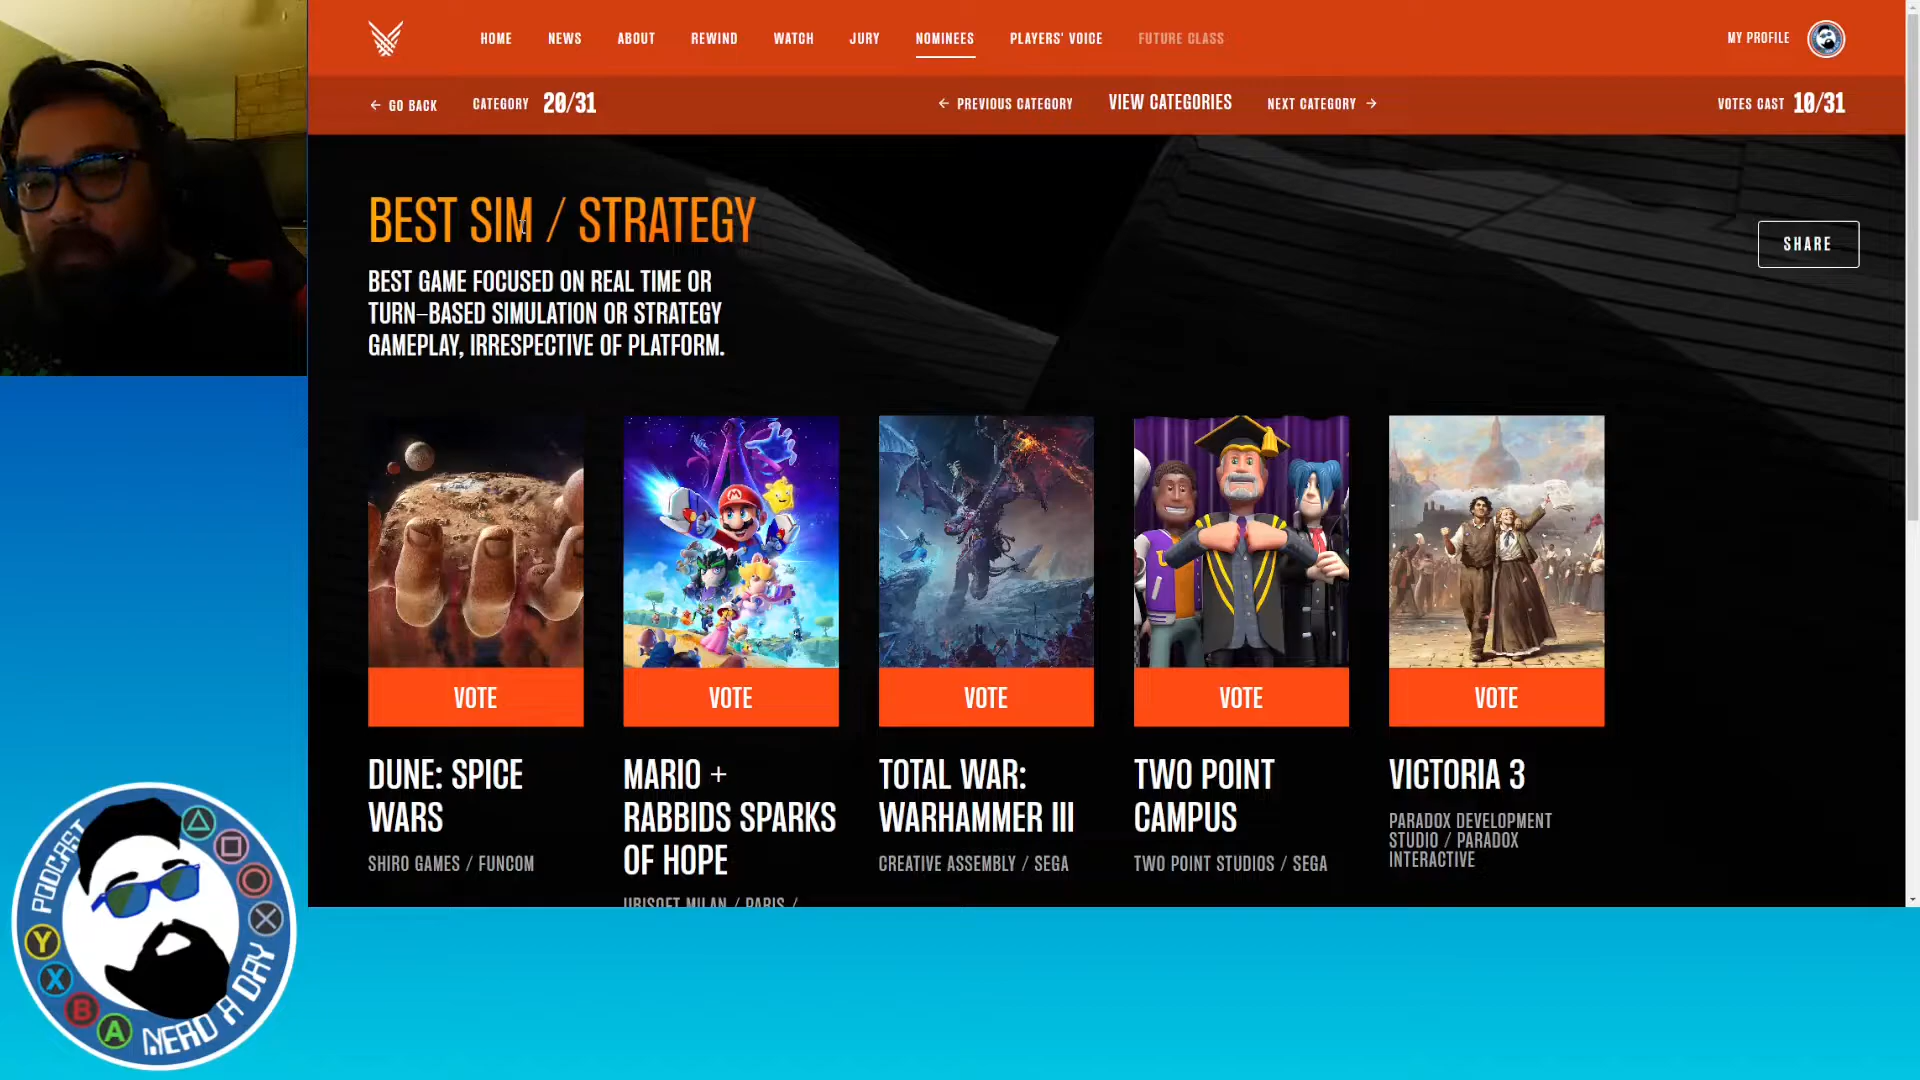 HOME NEWS ABOUT REWIND WATCH JURY NOMINEES PLAYERS' VOICE FUTURE CLASS MY PROFILE
← GO BACK CATEGORY 20/31 ← PREVIOUS CATEGORY VIEW CATEGORIES NEXT CATEGORY → VOTES CAST 10/31
BEST SIM / STRATEGY
SHARE
BEST GAME FOCUSED ON REAL TIME OR
TURN-BASED SIMULATION OR STRATEGY
GAMEPLAY, IRRESPECTIVE OF PLATFORM.
VOTE
DUNE: SPICE
WARS
SHIRO GAMES / FUNCOM
VOTE
MARIO +
RABBIDS SPARKS
OF HOPE
UBISOFT MILAN / PARIS /
VOTE
TOTAL WAR:
WARHAMMER III
CREATIVE ASSEMBLY / SEGA
VOTE
TWO POINT
CAMPUS
TWO POINT STUDIOS / SEGA
VOTE
VICTORIA 3
PARADOX DEVELOPMENT
STUDIO / PARADOX
INTERACTIVE
PODCAST
Y X B A
NERD A DAY